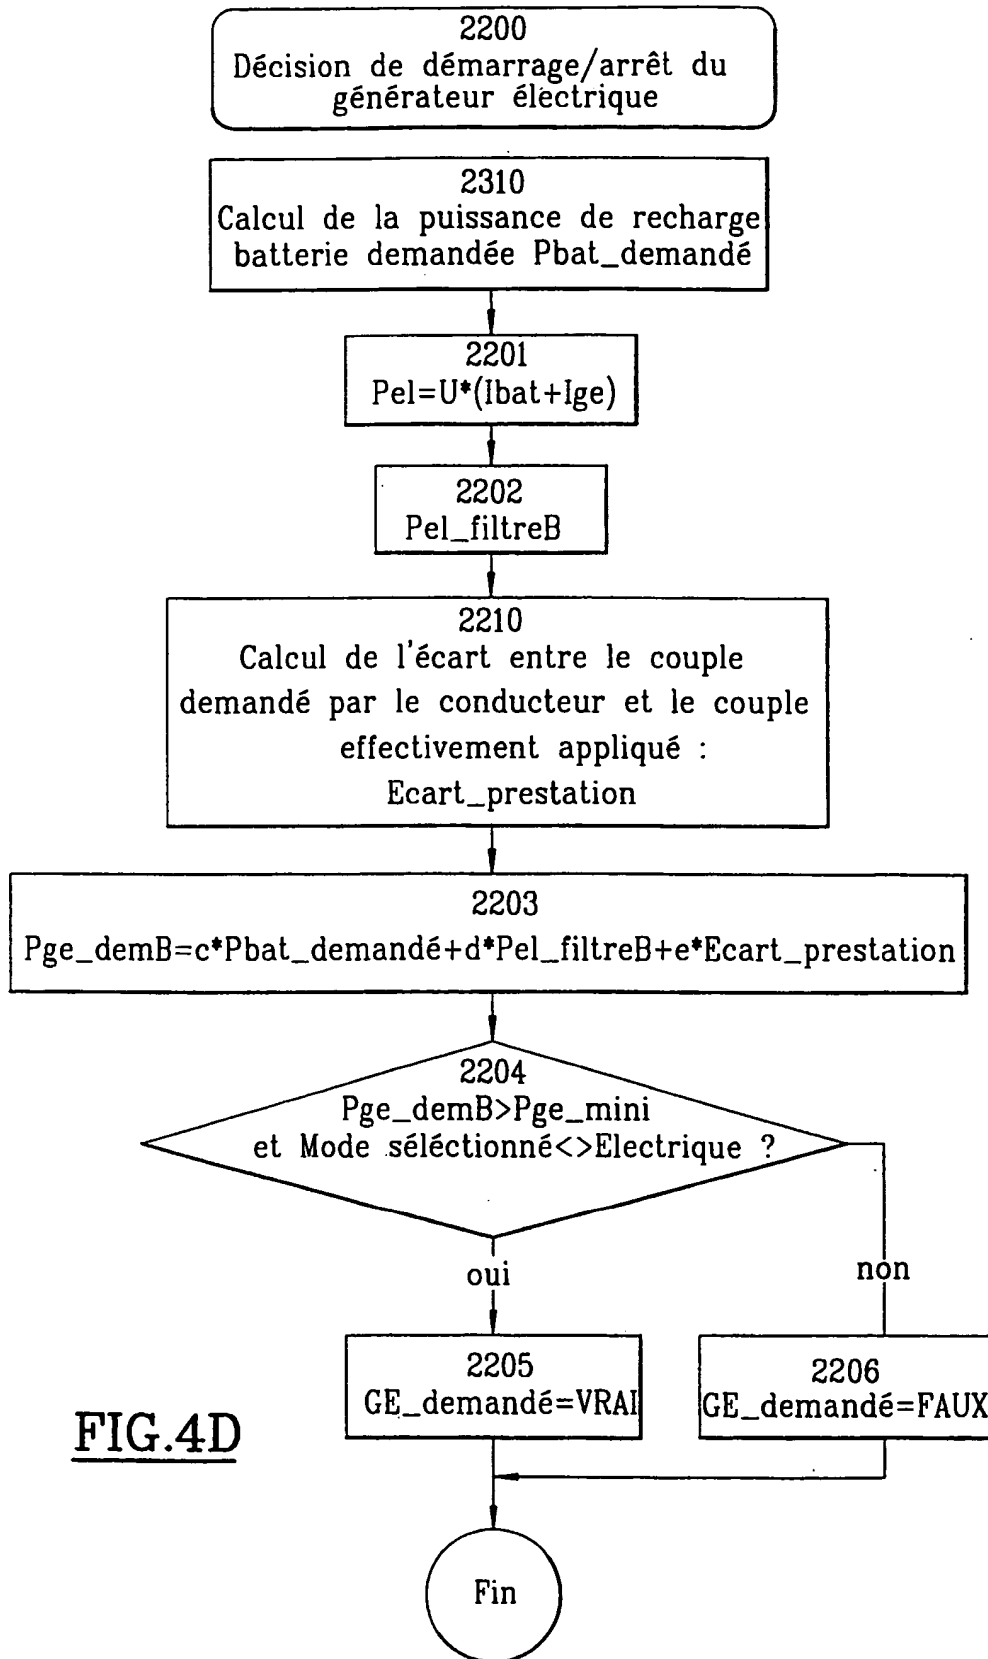 2200
Décision de démarrage/arrêt du
générateur électrique
2310
Calcul de la puissance de recharge
batterie demandée Pbat_demandé
2201
Pel=U*(Ibat+Ige)
2202
Pel_filtreB
2210
Calcul de l'écart entre le couple
demandé par le conducteur et le couple
effectivement appliqué :
Ecart_prestation
2203
Pge_demB=c*Pbat_demandé+d*Pel_filtreB+e*Ecart_prestation
2204
Pge_demB>Pge_mini
et Mode séléctionné<>Electrique ?
oui
non
2205
GE_demandé=VRAI
2206
GE_demandé=FAUX
FIG.4D
Fin